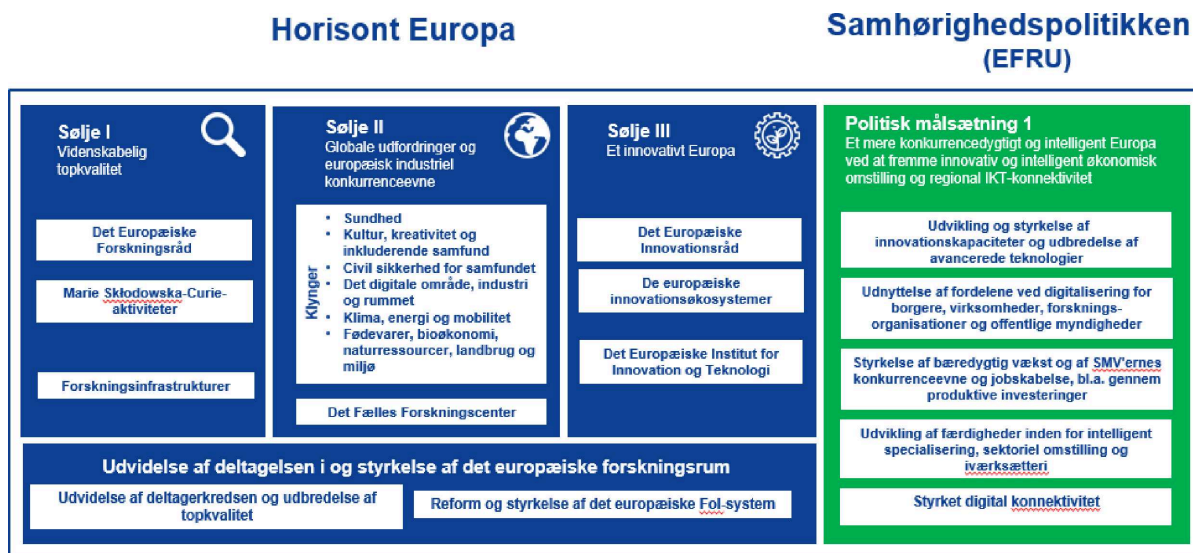 Horisont Europa
Samhørighedspolitikken
(EFRU)
Søjle I
Videnskabelig
topkvalitet
Det Europæiske
Forskningsråd
Marie Skłodowska-Curie-
aktiviteter
Forskningsinfrastrukturer
Søjle II
Globale udfordringer og
europæisk industriel
konkurrenceevne
Klynger
• Sundhed
• Kultur, kreativitet og
inkluderende samfund
• Civil sikkerhed for samfundet
• Det digitale område, industri
og rummet
• Klima, energi og mobilitet
• Fødevarer, bioøkonomi,
naturressourcer, landbrug og
miljø
Det Fælles Forskningscenter
Søjle III
Et innovativt Europa
Det Europæiske
Innovationsråd
De europæiske
innovationsøkosystemer
Det Europæiske Institut for
Innovation og Teknologi
Udvidelse af deltagelsen i og styrkelse af det europæiske forskningsrum
Udvidelse af deltagerkredsen og udbredelse af
topkvalitet
Reform og styrkelse af det europæiske FoI-system
Politisk målsætning 1
Et mere konkurrencedygtigt og intelligent Europa
ved at fremme innovativ og intelligent økonomisk
omstilling og regional IKT-konnektivitet
Udvikling og styrkelse af
innovationskapaciteter og udbredelse af
avancerede teknologier
Udnyttelse af fordelene ved digitalisering for
borgere, virksomheder, forsknings-
organisationer og offentlige myndigheder
Styrkelse af bæredygtig vækst og af SMV'ernes
konkurrenceevne og jobskabelse, bl.a. gennem
produktive investeringer
Udvikling af færdigheder inden for intelligent
specialisering, sektoriel omstilling og
iværksætteri
Styrket digital konnektivitet